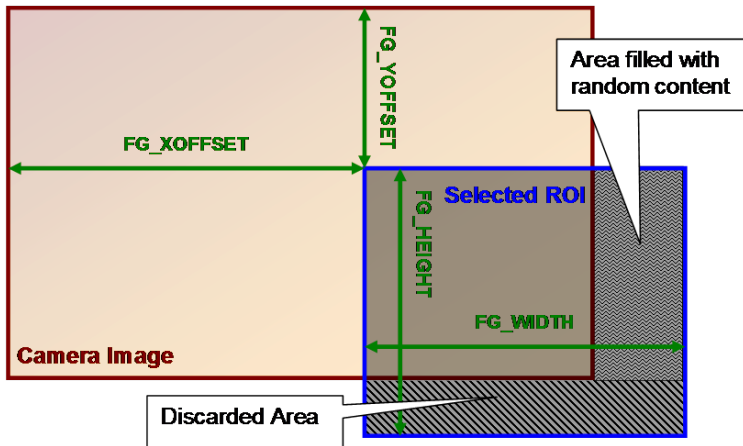 FG_YOFFSET
Area filled with
random content
FG_XOFFSET
Selected ROI
FG_HEIGHT
FG_WIDTH
Camera Image
Discarded Area